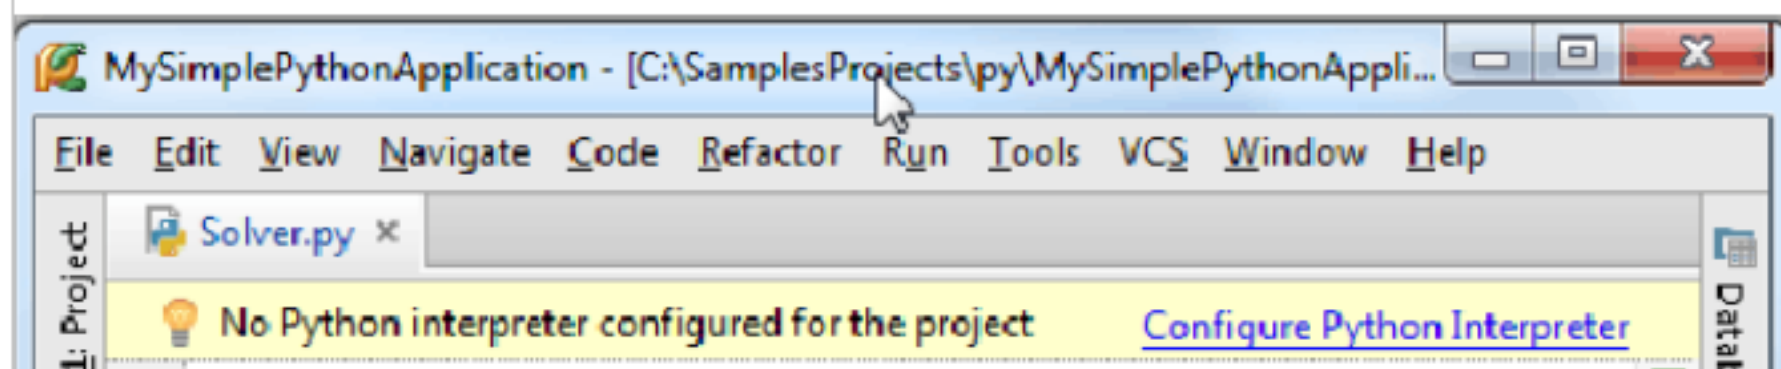 MySimplePythonApplication - [C:\SamplesProjects\py\MySimplePythonAppli...
File Edit View Navigate Code Refactor Run Tools VCS Window Help
1: Project
Solver.py
No Python interpreter configured for the project Configure Python Interpreter
Datab